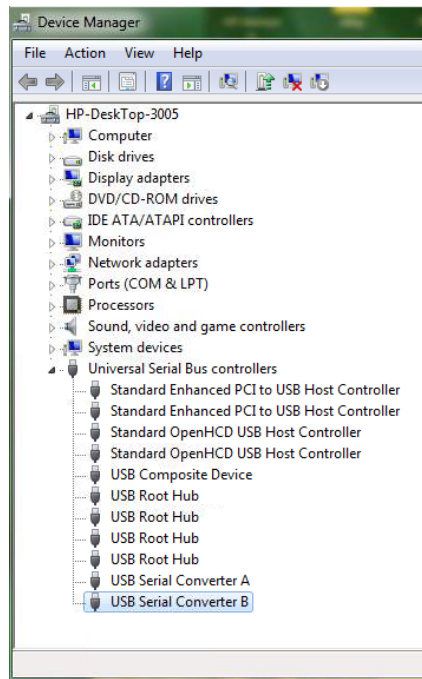 Device Manager
File Action View Help
HP-DeskTop-3005
Computer
Disk drives
Display adapters
DVD/CD-ROM drives
IDE ATA/ATAPI controllers
Monitors
Network adapters
Ports (COM & LPT)
Processors
Sound, video and game controllers
System devices
Universal Serial Bus controllers
Standard Enhanced PCI to USB Host Controller
Standard Enhanced PCI to USB Host Controller
Standard OpenHCD USB Host Controller
Standard OpenHCD USB Host Controller
USB Composite Device
USB Root Hub
USB Root Hub
USB Root Hub
USB Root Hub
USB Serial Converter A
USB Serial Converter B